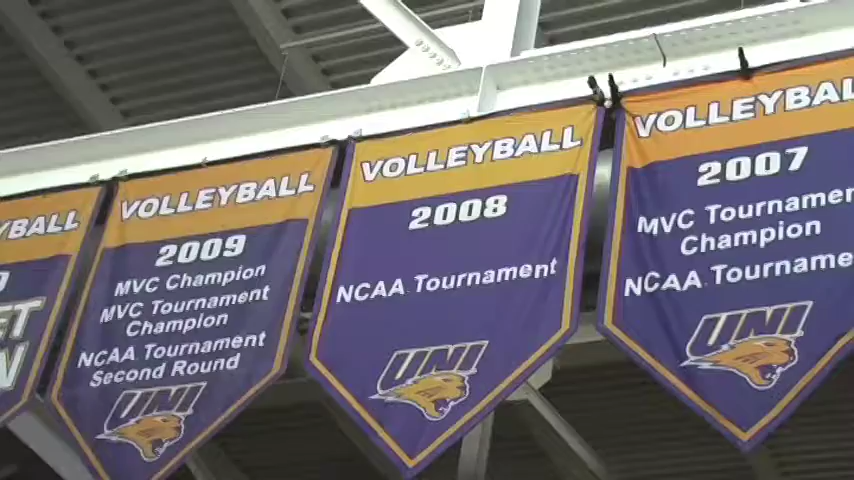 VOLLEYBALL
2009
MVC Champion
MVC Tournament
Champion
NCAA Tournament
Second Round
UNI
VOLLEYBALL
2008
NCAA Tournament
UNI
VOLLEYBALL
2007
MVC Tournament
Champion
NCAA Tourname
UNI